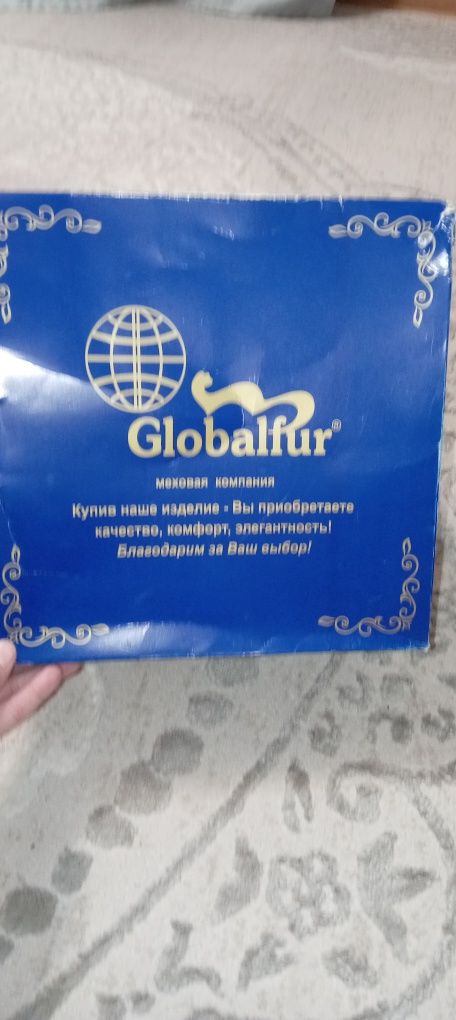 Globalfur®
меховая компания
Купив наше изделие - Вы приобретаете
качество, комфорт, элегантность!
Благодарим за Ваш выбор!